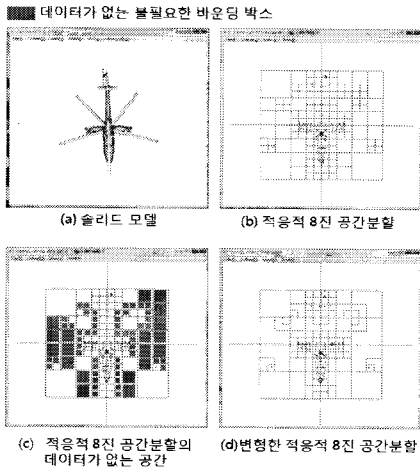 데이터가 없는 불필요한 바운딩 박스
(a) 솔리드 모델
(b) 적응적 8진 공간분할
(c) 적응적 8진 공간분할의
데이터가 없는 공간
(d)변형한 적응적 8진 공간분할